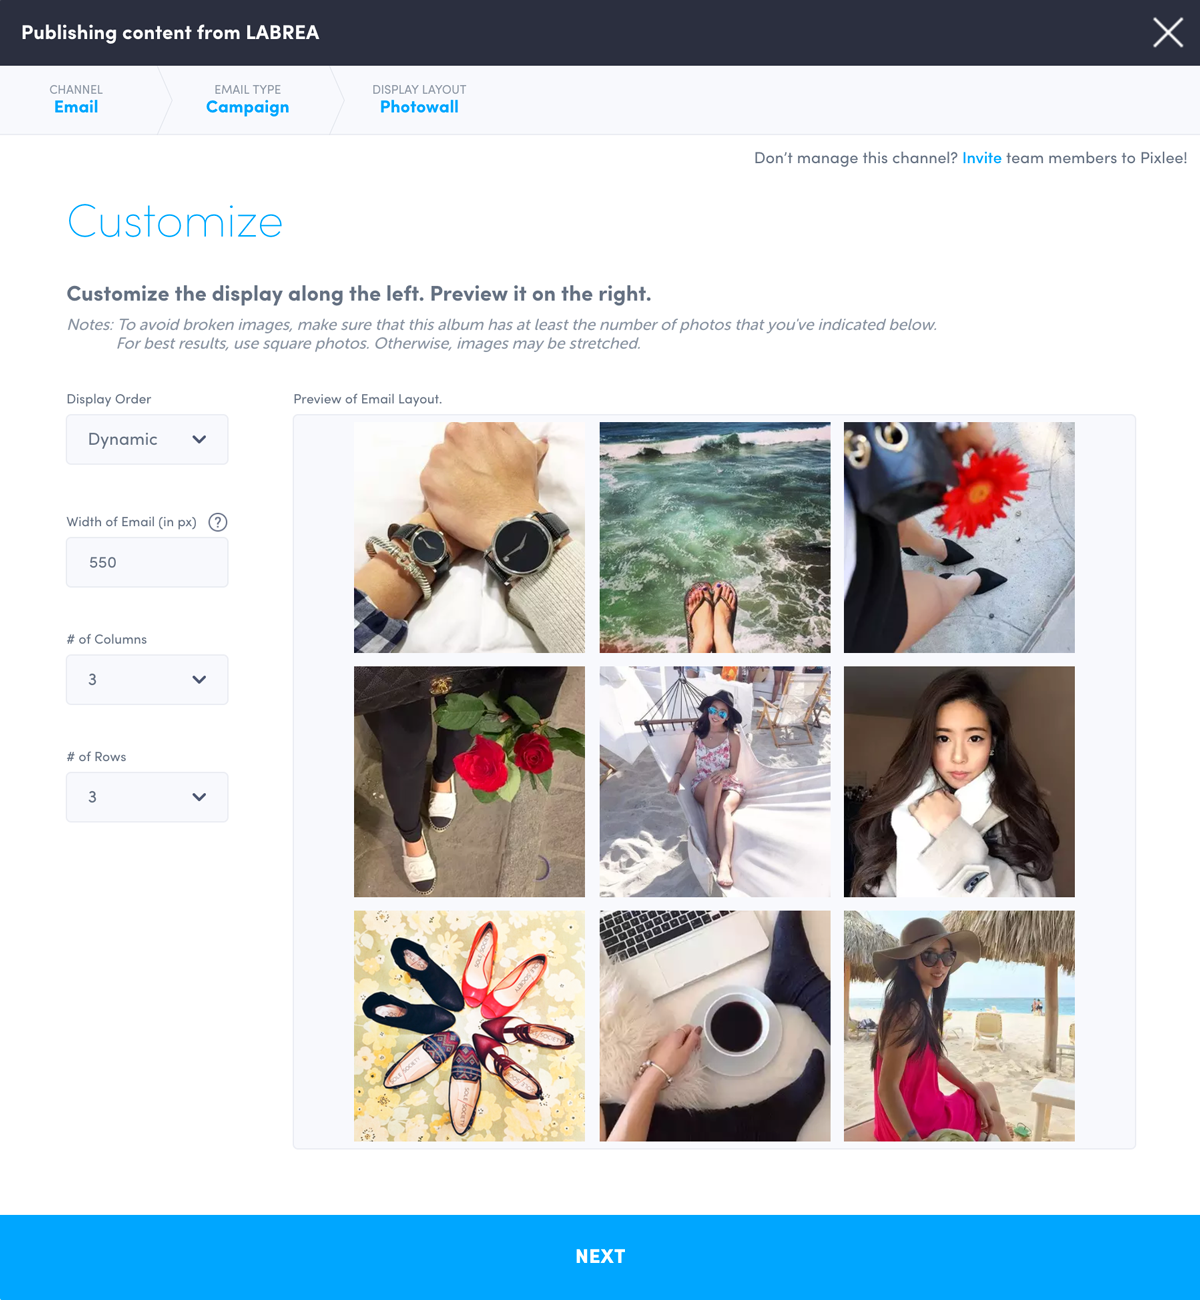 Publishing content from LABREA
CHANNEL
Email
EMAIL TYPE
Campaign
DISPLAY LAYOUT
Photowall
Don’t manage this channel? Invite team members to Pixlee!
Customize
Customize the display along the left. Preview it on the right.
Notes: To avoid broken images, make sure that this album has at least the number of photos that you've indicated below.
For best results, use square photos. Otherwise, images may be stretched.
Display Order
Dynamic
Width of Email (in px) ?
550
# of Columns
3
# of Rows
3
Preview of Email Layout.
SOLE SOCIETY
SOLE SOCIETY
NEXT